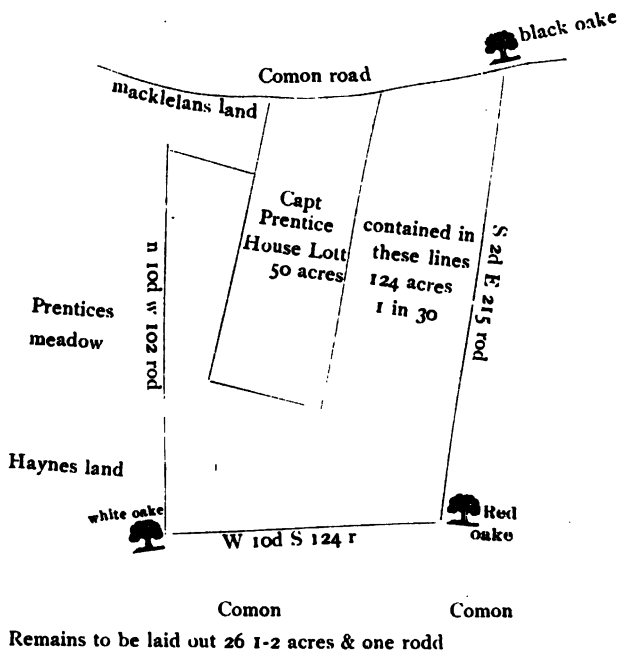 black oake
Comon road
macklelans land
Capt
Prentice
House Lott
50 acres
contained in
these lines
124 acres
1 in 30
S 2d E 215 rod
n 10d w 102 rod
Prentices
meadow
Haynes land
white oake
W 10d S 124 r
Red
oake
Comon
Comon
Remains to be laid out 26 1-2 acres & one rodd